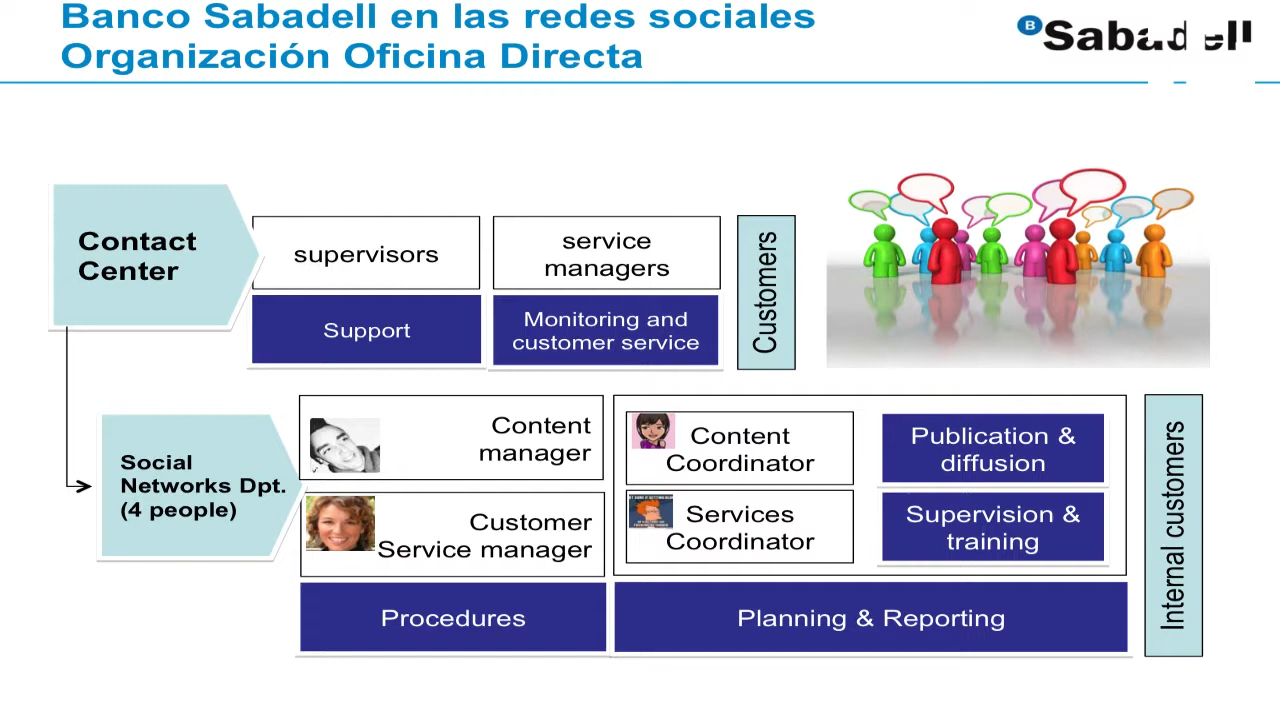 Banco Sabadell en las redes sociales
Organización Oficina Directa
B Sabadell
Contact
Center
supervisors
service
managers
Support
Monitoring and
customer service
Customers
Social
Networks Dpt.
(4 people)
Content
manager
Customer
Service manager
Procedures
Content
Coordinator
Services
Coordinator
Publication &
diffusion
Supervision &
training
Planning & Reporting
Internal customers